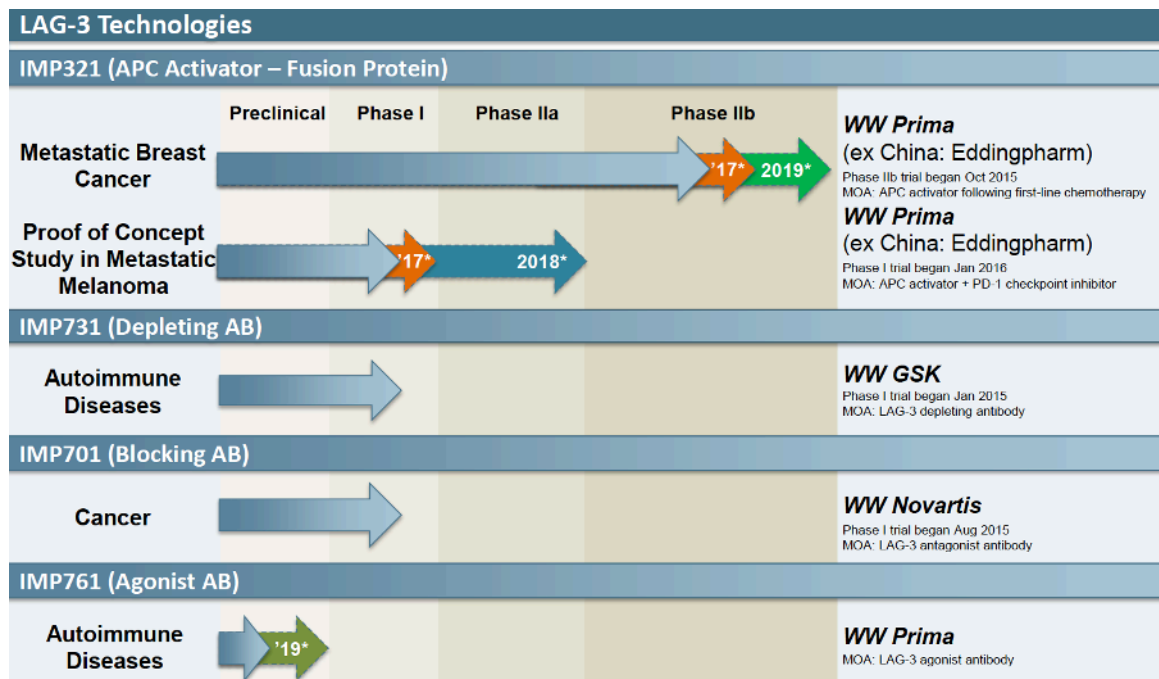 LAG-3 Technologies
IMP321 (APC Activator – Fusion Protein)
Preclinical
Phase I
Phase IIa
Phase IIb
Metastatic Breast
Cancer
'17*
2019*
WW Prima
(ex China: Eddingpharm)
Phase IIb trial began Oct 2015
MOA: APC activator following first-line chemotherapy
Proof of Concept
Study in Metastatic
Melanoma
'17*
2018*
WW Prima
(ex China: Eddingpharm)
Phase I trial began Jan 2016
MOA: APC activator + PD-1 checkpoint inhibitor
IMP731 (Depleting AB)
Autoimmune
Diseases
WW GSK
Phase I trial began Jan 2015
MOA: LAG-3 depleting antibody
IMP701 (Blocking AB)
Cancer
WW Novartis
Phase I trial began Aug 2015
MOA: LAG-3 antagonist antibody
IMP761 (Agonist AB)
Autoimmune
Diseases
'19*
WW Prima
MOA: LAG-3 agonist antibody